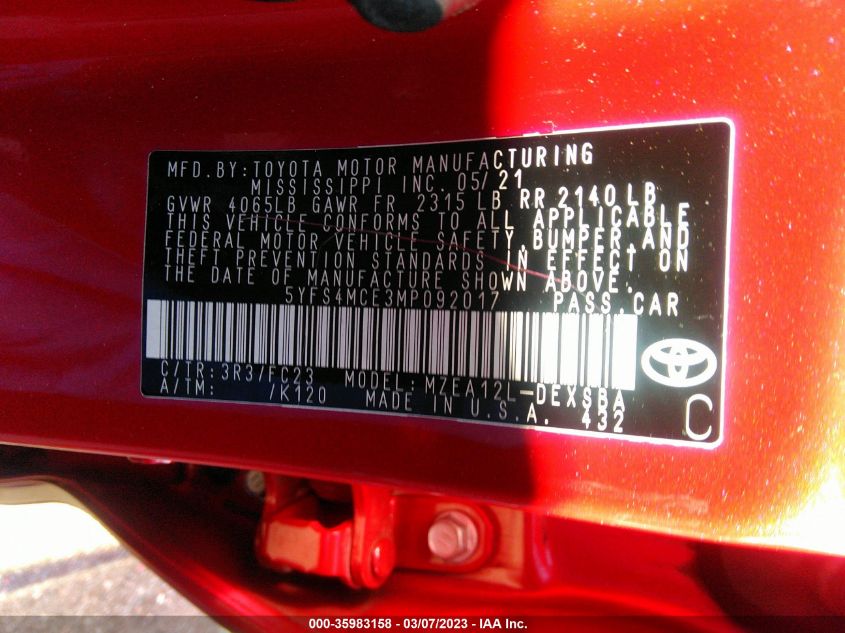 MFD.BY:TOYOTA MOTOR MANUFACTURING
MISSISSIPPI INC. 05/21
GVWR 4065LB GAWR FR 2315 LB RR 2140 LB
THIS VEHICLE CONFORMS TO ALL APPLICABLE
FEDERAL MOTOR VEHICLE SAFETY,BUMPER,AND
THEFT PREVENTION STANDARDS IN EFFECT ON
THE DATE OF MANUFACTURE SHOWN ABOVE.
5YFS4MCE3MP092017 PASS.CAR
C/TR:3R3/FC23 MODEL:MZEA12L-DEXSBA
A/TM: /K120 MADE IN U.S.A. 432
C
000-35983158 - 03/07/2023 - IAA Inc.